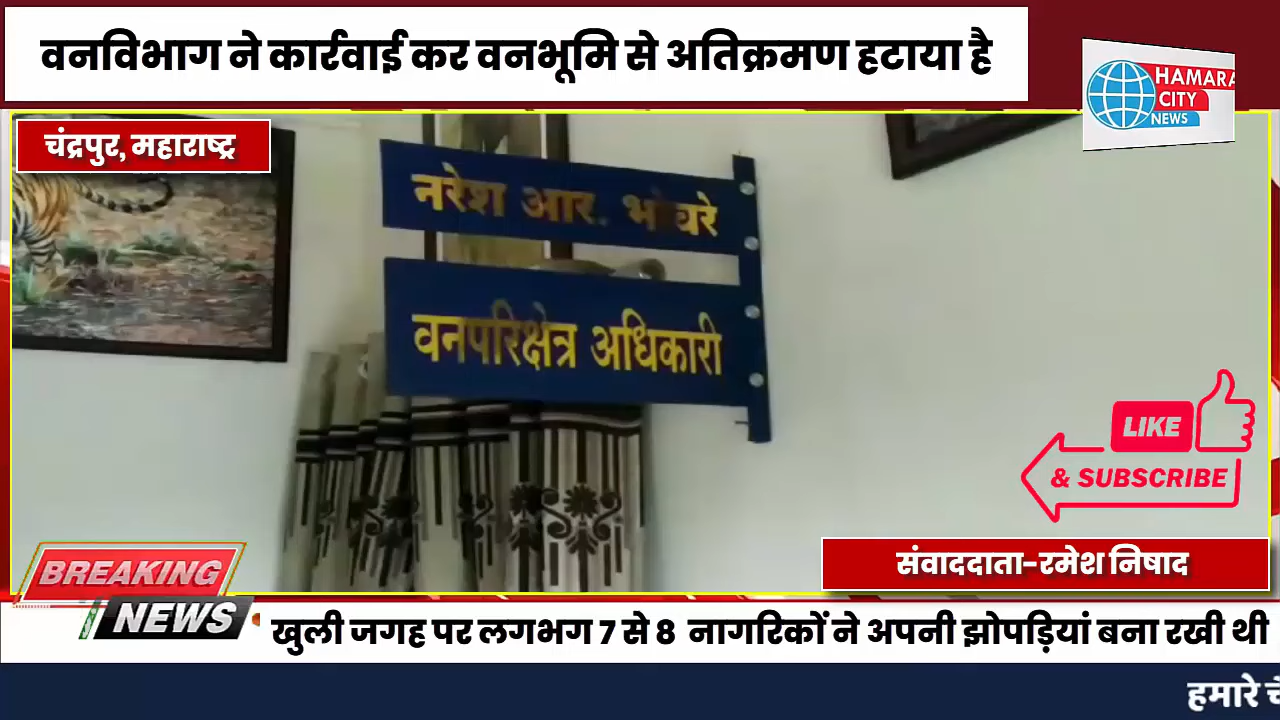 वनविभाग ने कार्रवाई कर वनभूमि से अतिक्रमण हटाया है
HAMARA
CITY
NEWS
चंद्रपुर, महाराष्ट्र
नरेश आर.
वनपरिक्षेत्र अधिकारी
LIKE
& SUBSCRIBE
संवाददाता-रमेश निषाद
BREAKING
NEWS
खुली जगह पर लगभग 7 से 8 नागरिकों ने अपनी झोपड़ियां बना रखी थी
हमारे